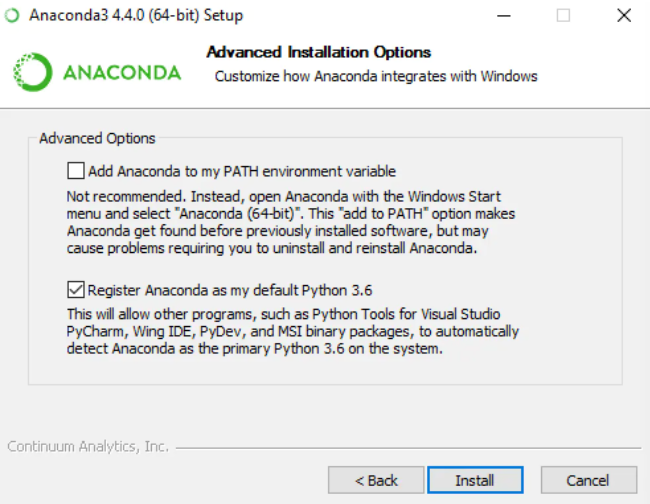 Anaconda3 4.4.0 (64-bit) Setup
Advanced Installation Options
ANACONDA
Customize how Anaconda integrates with Windows
Advanced Options
Add Anaconda to my PATH environment variable
Not recommended. Instead, open Anaconda with the Windows Start
menu and select "Anaconda (64-bit)". This "add to PATH" option makes
Anaconda get found before previously installed software, but may
cause problems requiring you to uninstall and reinstall Anaconda.
Register Anaconda as my default Python 3.6
This will allow other programs, such as Python Tools for Visual Studio
PyCharm, Wing IDE, PyDev, and MSI binary packages, to automatically
detect Anaconda as the primary Python 3.6 on the system.
Continuum Analytics, Inc.
< Back
Install
Cancel